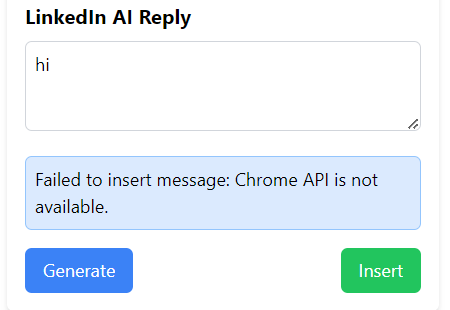 LinkedIn AI Reply
hi
Failed to insert message: Chrome API is not
available.
Generate
Insert